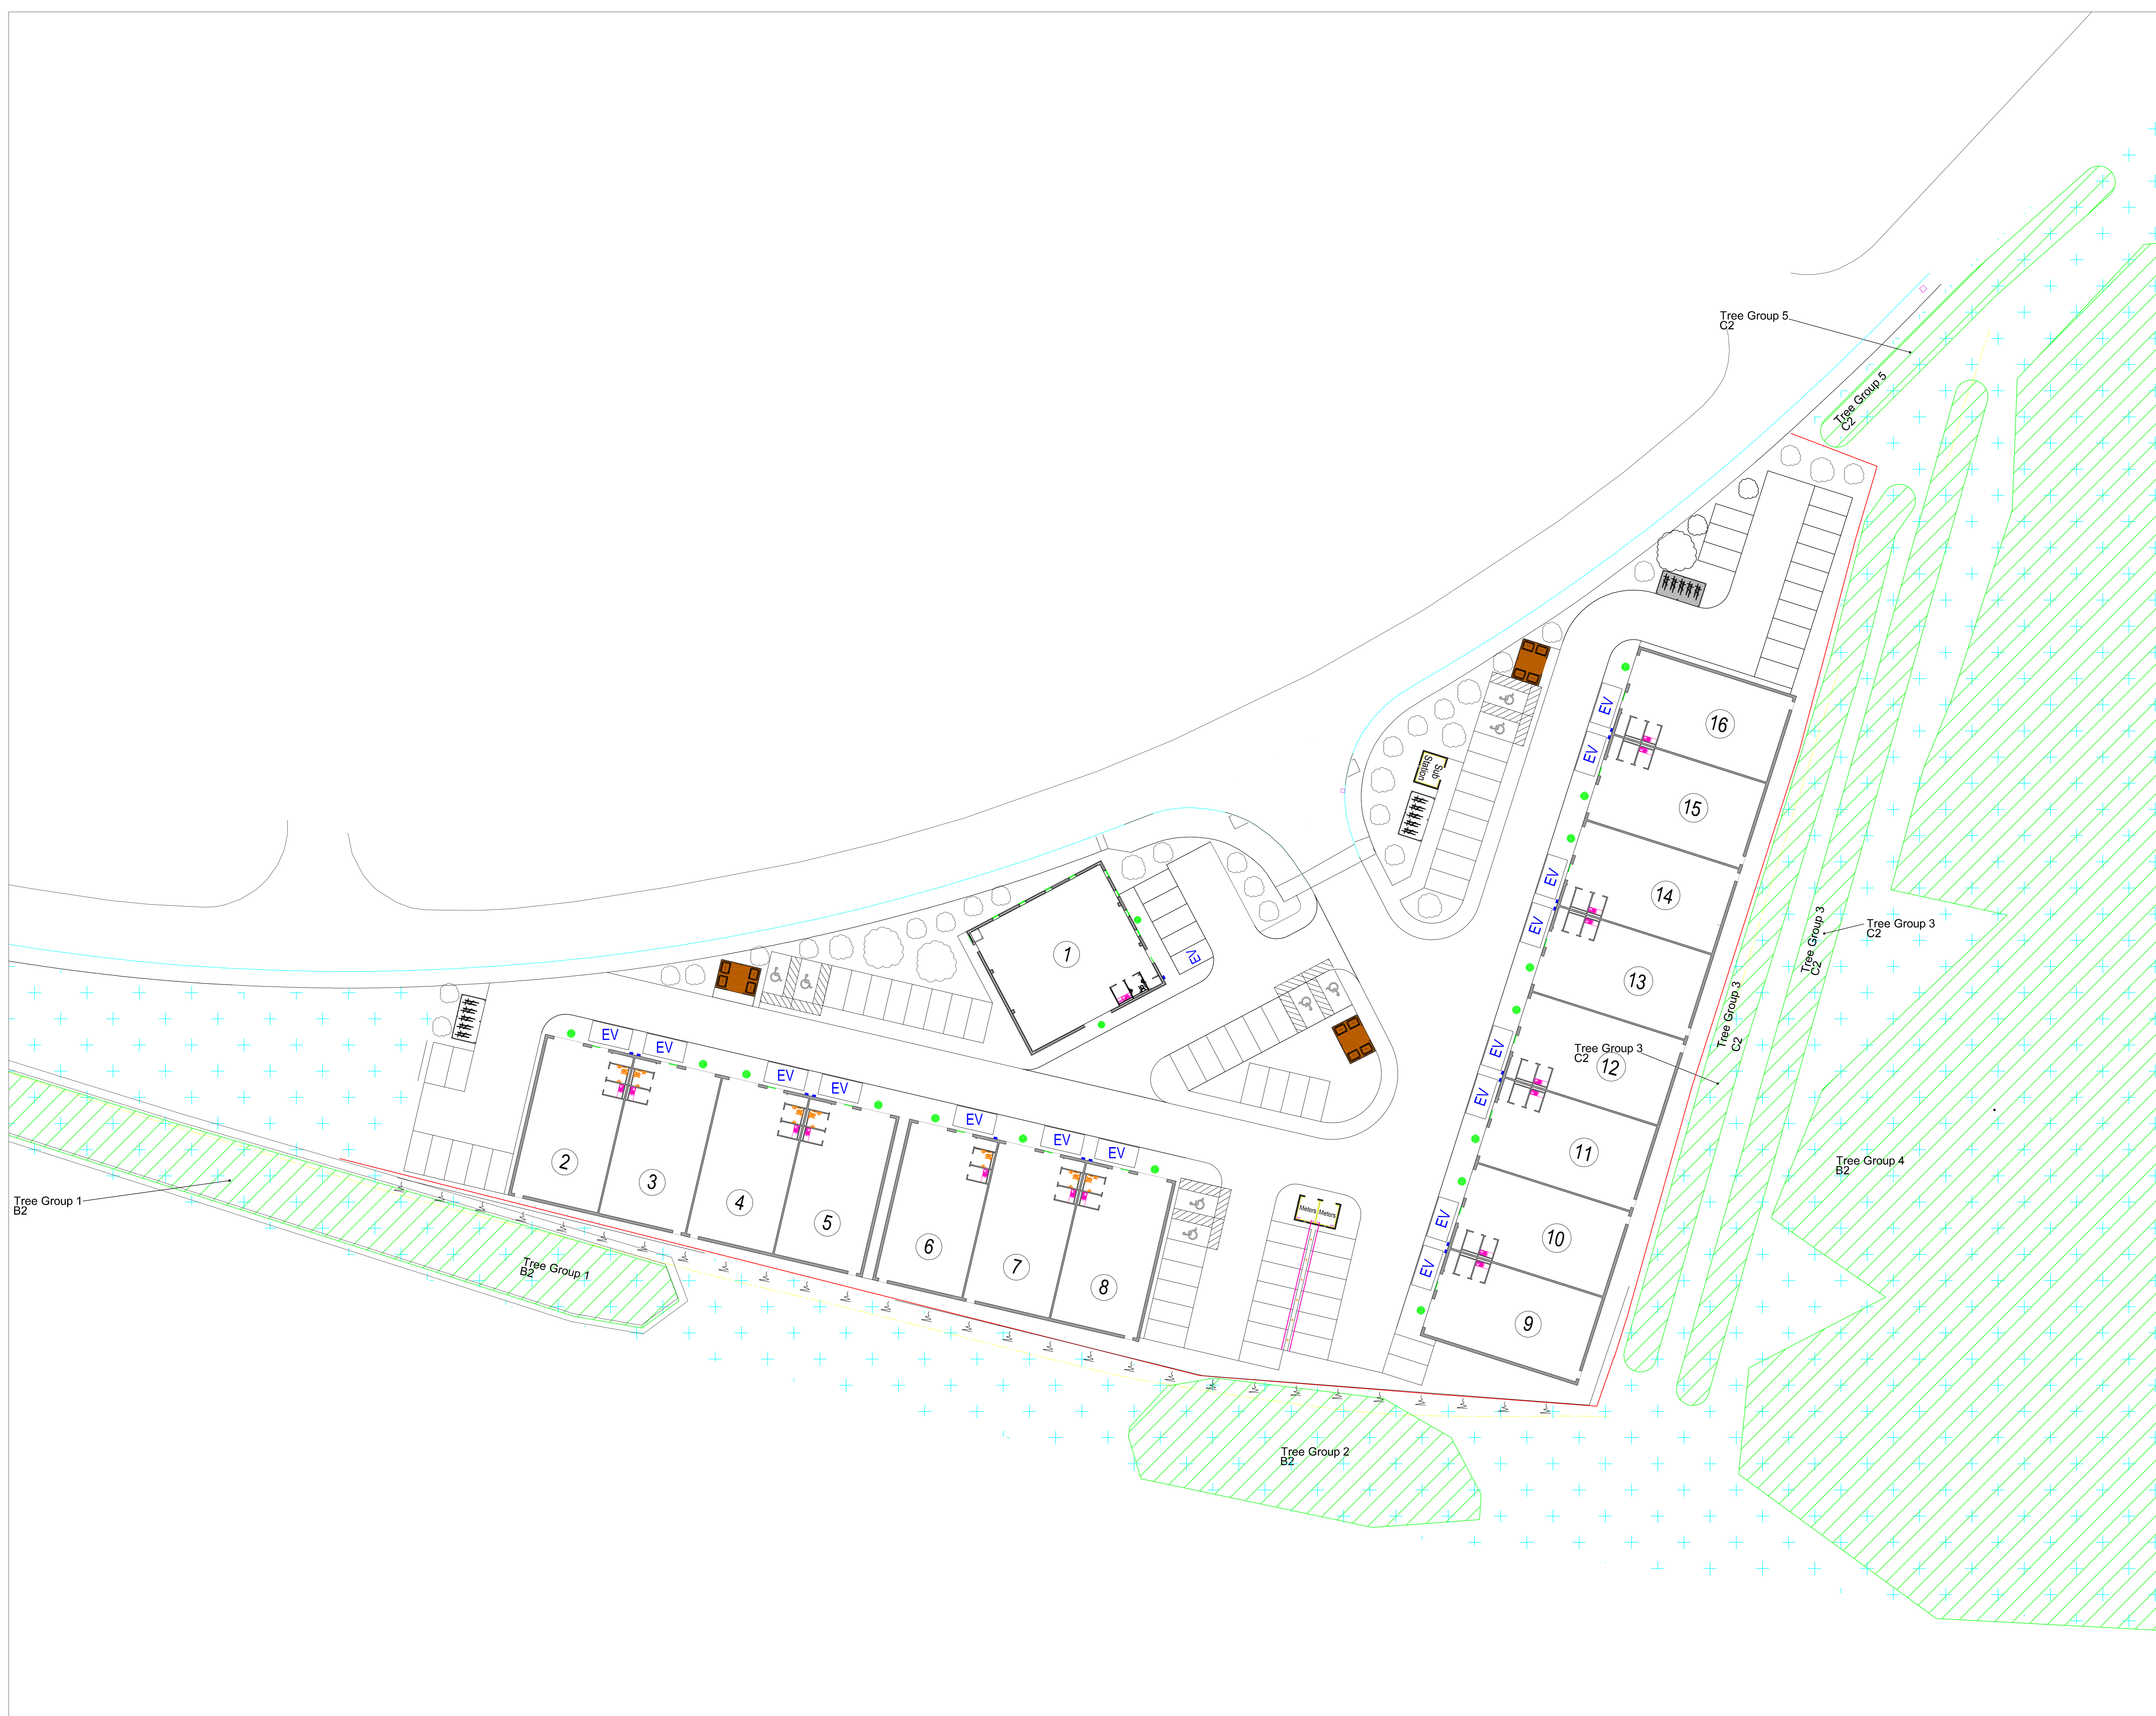 Tree Group 5
C2
Tree Group 5
C2
EV
16
EV
Sub
Station
15
EV
14
EV
Tree Group 3
C2
Tree Group 3
C2
1
EV
13
Tree Group 3
C2
EV
EV
EV
EV
EV
Tree Group 3
C2
12
EV
EV
EV
EV
EV
11
Tree Group 4
B2
2
3
4
5
6
7
8
Meters
Meters
EV
10
EV
9
Tree Group 1
B2
Tree Group 1
B2
Tree Group 2
B2